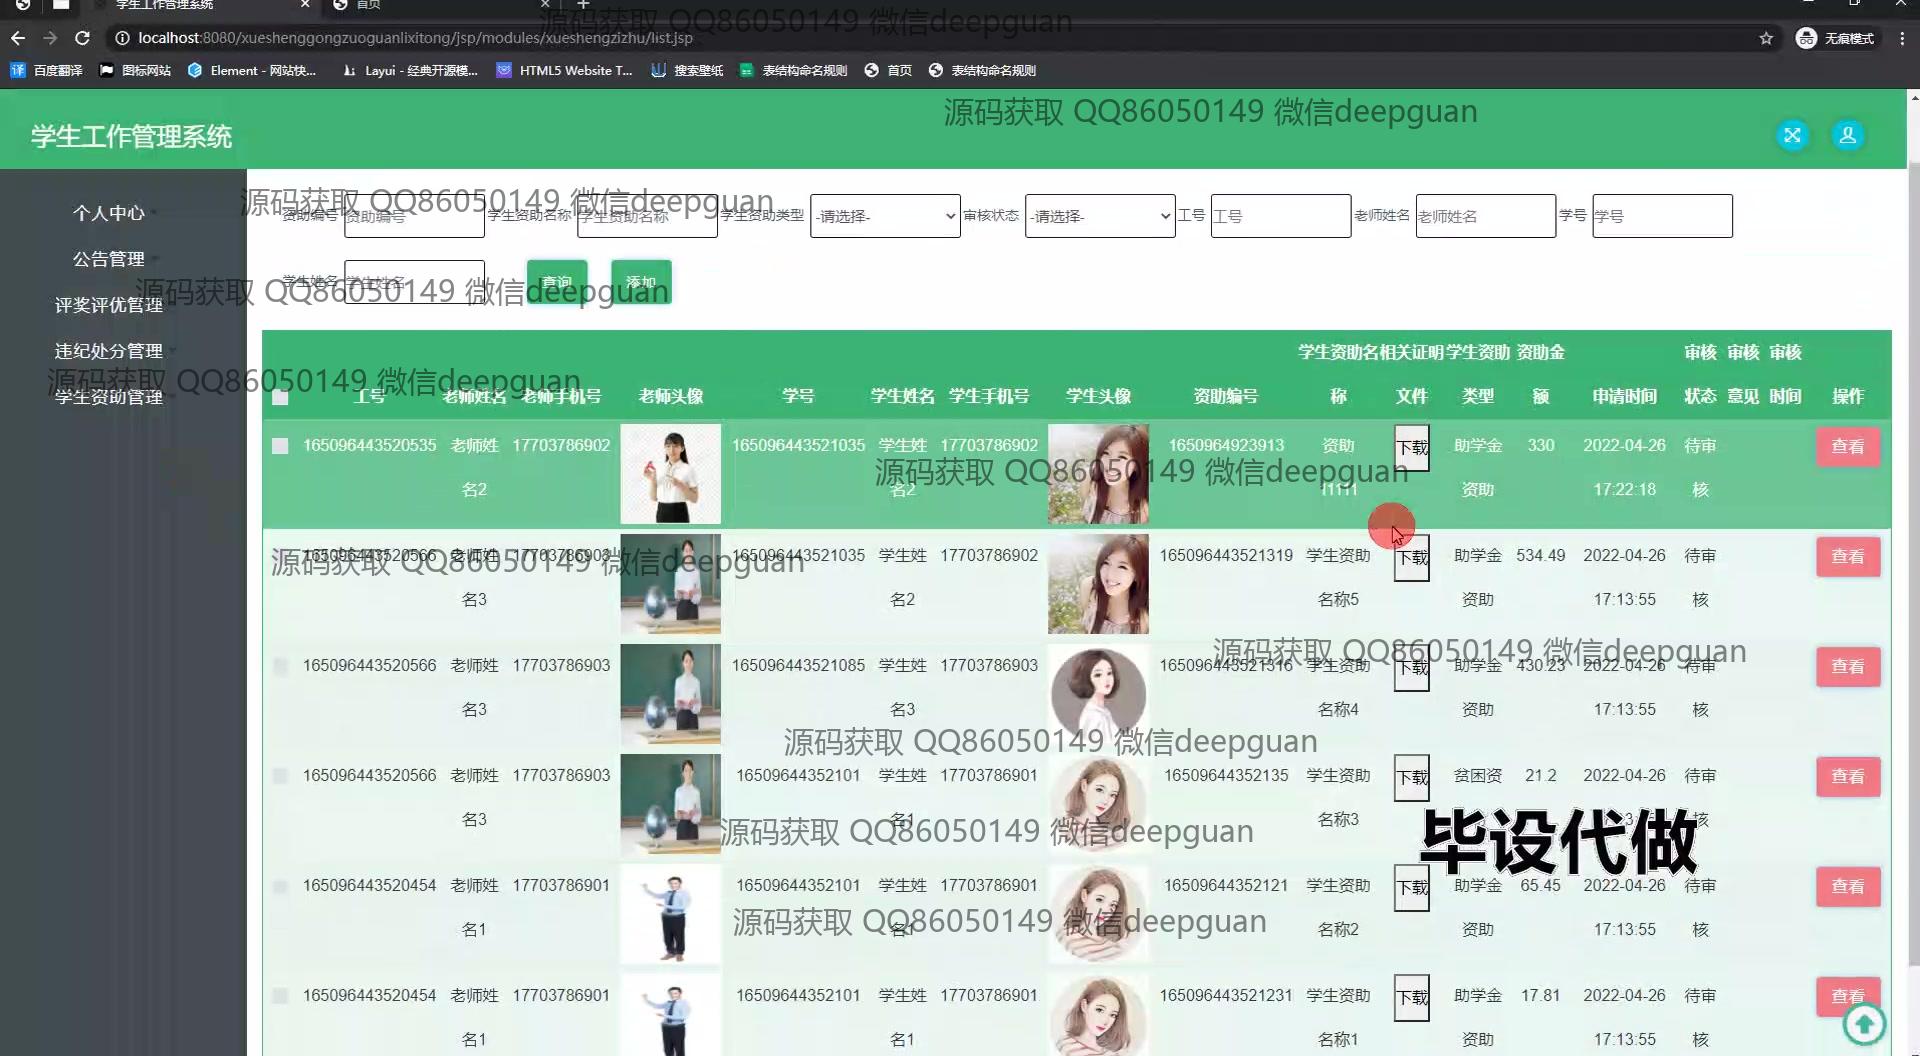 学生工作管理系统
首页
localhost:8080/xueshenggongzuoguanlixitong/jsp/modules/xueshengzizhu/list.jsp
无痕模式
百度翻译 图标网站 Element - 网站快... Layui - 经典开源模... HTML5 Website T... 搜索壁纸 表结构命名规则 首页 表结构命名规则
源码获取 QQ86050149 微信deepguan
源码获取 QQ86050149 微信deepguan
学生工作管理系统
个人中心
公告管理
评奖评优管理
违纪处分管理
学生资助管理
源码获取 QQ86050149 微信deepguan
资助编号 资助编号 学生资助名称 学生资助名称 学生资助类型 -请选择- 审核状态 -请选择- 工号 工号 老师姓名 老师姓名 学号 学号
学生姓名 学生姓名 查询 添加
源码获取 QQ86050149 微信deepguan
源码获取 QQ86050149 微信deepguan
工号 老师姓名 老师手机号 老师头像 学号 学生姓名 学生手机号 学生头像 资助编号 学生资助名称 相关证明文件 学生资助类型 资助金额 申请时间 审核状态 审核意见 审核时间 操作
165096443520535 老师姓名2 17703786902 165096443521035 学生姓名2 17703786902 1650964923913 资助11111 下载 助学金资助 330 2022-04-26 17:22:18 待审核 查看
源码获取 QQ86050149 微信deepguan
165096443520566 老师姓名3 17703786903 165096443521035 学生姓名2 17703786902 165096443521319 学生资助名称5 下载 助学金资助 534.49 2022-04-26 17:13:55 待审核 查看
源码获取 QQ86050149 微信deepguan
165096443520566 老师姓名3 17703786903 165096443521085 学生姓名3 17703786903 165096443521316 学生资助名称4 下载 助学金资助 430.23 2022-04-26 17:13:55 待审核 查看
源码获取 QQ86050149 微信deepguan
源码获取 QQ86050149 微信deepguan
165096443520566 老师姓名3 17703786903 16509644352101 学生姓名1 17703786901 16509644352135 学生资助名称3 下载 贫困资 21.2 2022-04-26 待审核 查看
源码获取 QQ86050149 微信deepguan
毕设代做
165096443520454 老师姓名1 17703786901 16509644352101 学生姓名1 17703786901 16509644352121 学生资助名称2 下载 助学金资助 65.45 2022-04-26 17:13:55 待审核 查看
源码获取 QQ86050149 微信deepguan
165096443520454 老师姓名1 17703786901 16509644352101 学生姓名1 17703786901 165096443521231 学生资助名称1 下载 助学金资助 17.81 2022-04-26 17:13:55 待审核 查看